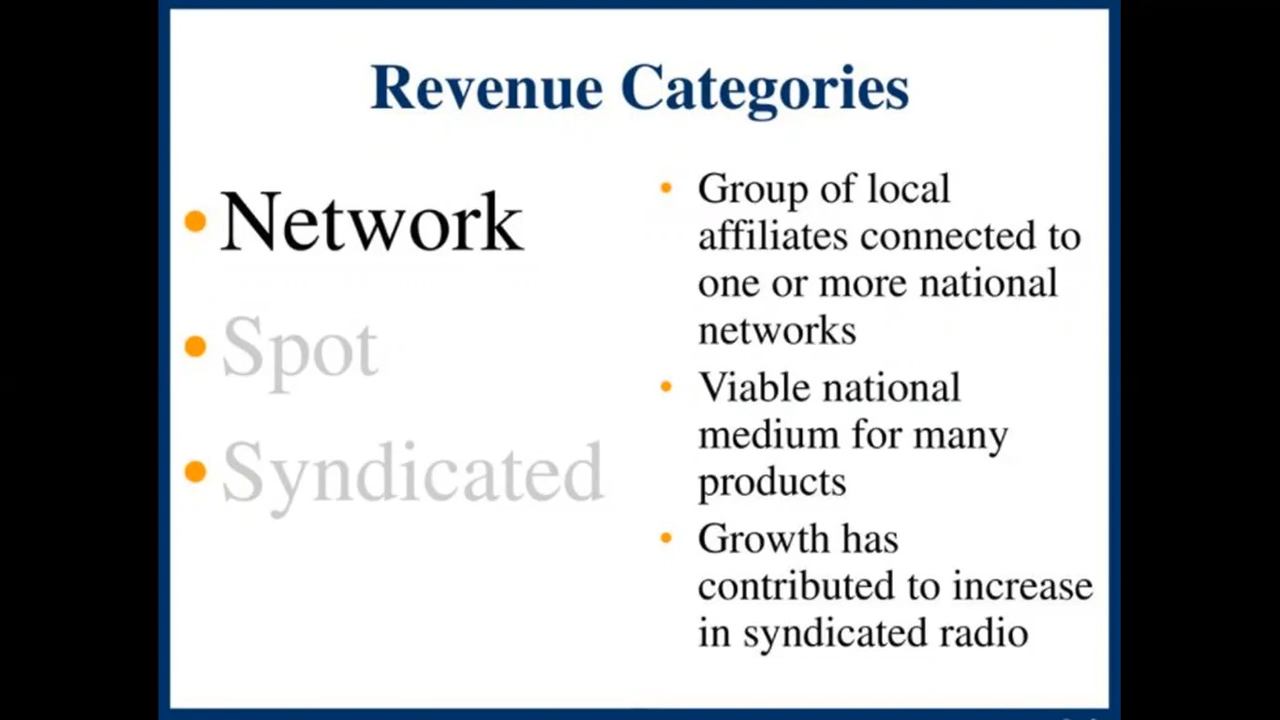 Revenue Categories
• Network
• Spot
• Syndicated
• Group of local
affiliates connected to
one or more national
networks
• Viable national
medium for many
products
• Growth has
contributed to increase
in syndicated radio